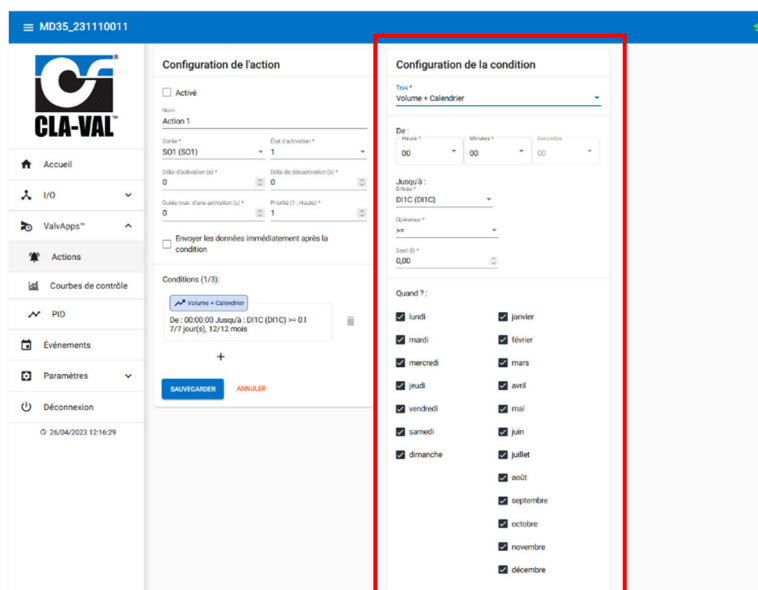 MD35_231110011
CLA-VAL™
Accueil
I/O
ValvApps™
Actions
Courbes de contrôle
PID
Événements
Paramètres
Déconnexion
26/04/2023 12:16:29
Configuration de l'action
Activé
Nom
Action 1
Sortie *
État d'activation *
SO1 (SO1)
1
Délai d'activation (s) *
Délai de désactivation (s) *
0
0
Durée max. d'une activation (s) *
Priorité (1 : Haute) *
0
1
Envoyer les données immédiatement après la
condition
Conditions (1/3):
Volume + Calendrier
De : 00:00:00 Jusqu'à : DI1C (DI1C) >= 0 l
7/7 jour(s), 12/12 mois
+
SAUVEGARDER
ANNULER
Configuration de la condition
Type *
Volume + Calendrier
De :
Heure *
Minutes *
Secondes
00
00
00
Jusqu'à :
Entrée *
DI1C (DI1C)
Opérateur *
>=
Seuil (l) *
0,00
Quand ? :
lundi
janvier
mardi
février
mercredi
mars
jeudi
avril
vendredi
mai
samedi
juin
dimanche
juillet
août
septembre
octobre
novembre
décembre